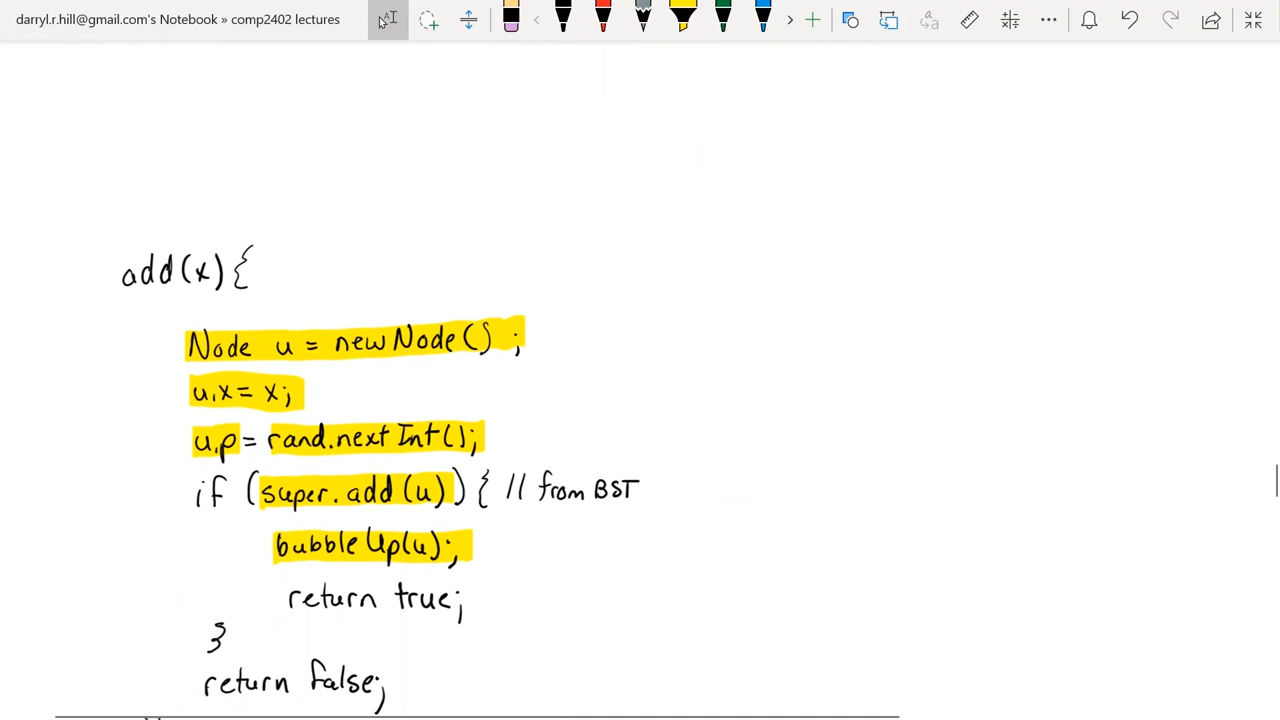 darryl.r.hill@gmail.com's Notebook » comp2402 lectures
add(x){
Node u = newNode() ;
u.x= x;
u.p = rand.nextInt();
if (super.add(u)){ // from BST
bubbleUp(u);
return true;
}
return false;